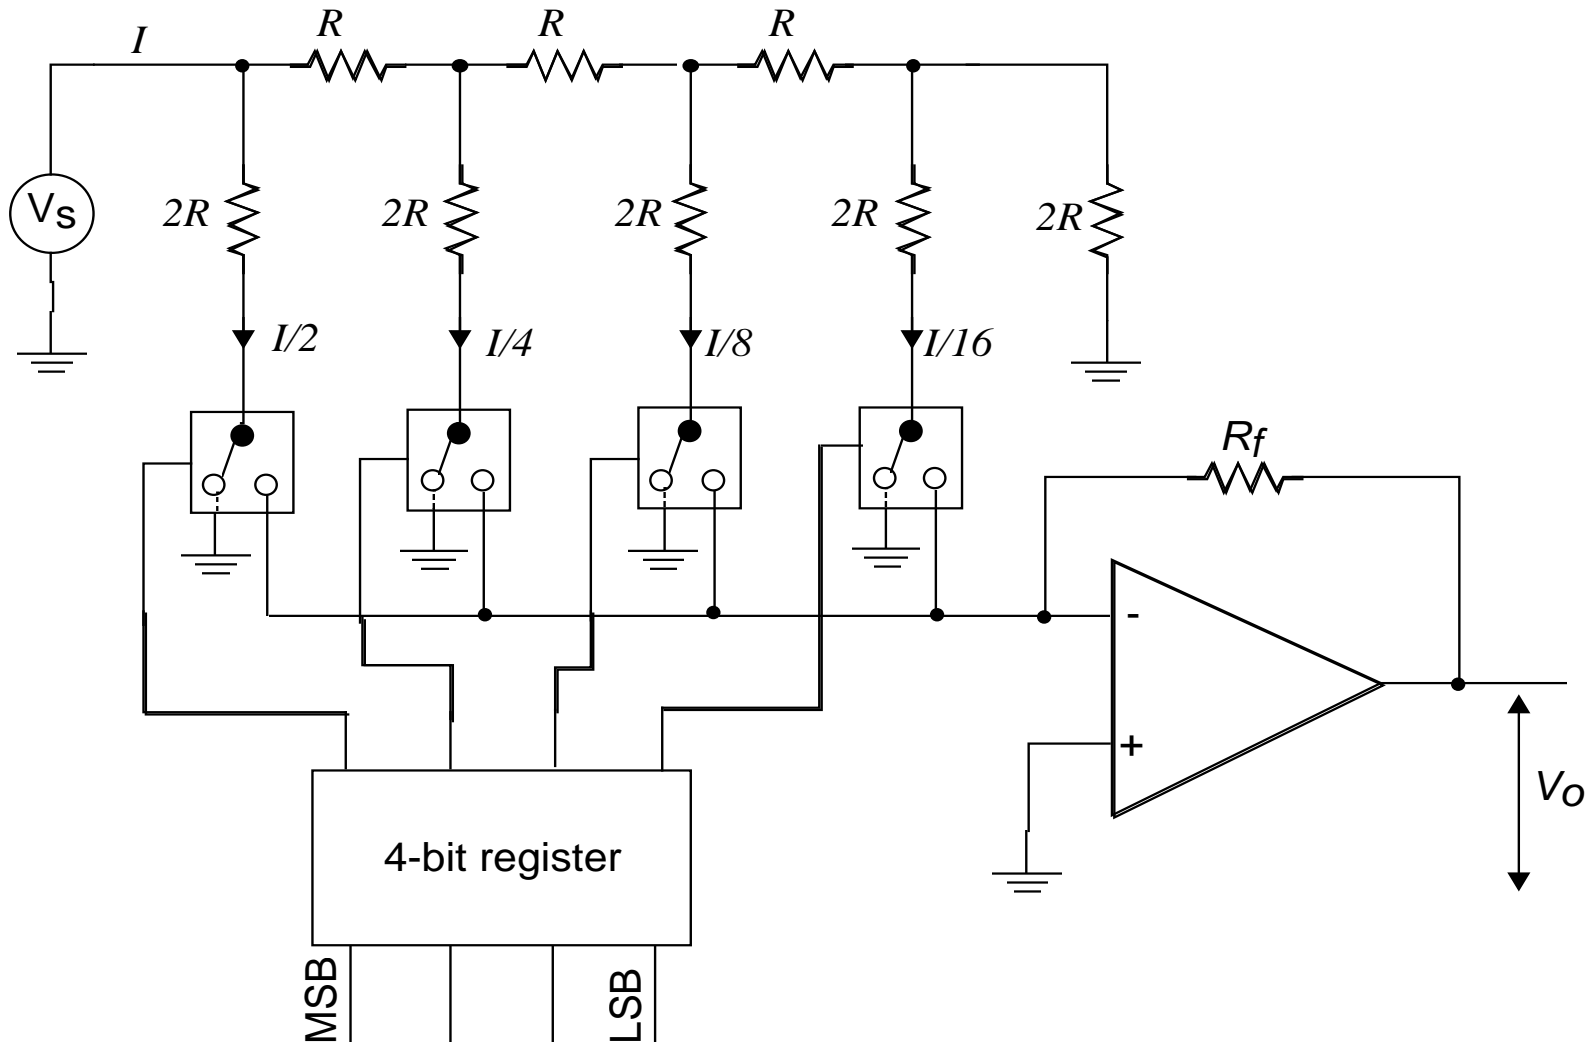 I
R
R
R
Vs
2R
2R
2R
2R
2R
I/2
I/4
I/8
I/16
Rf
-
+
Vo
4-bit register
MSB
LSB